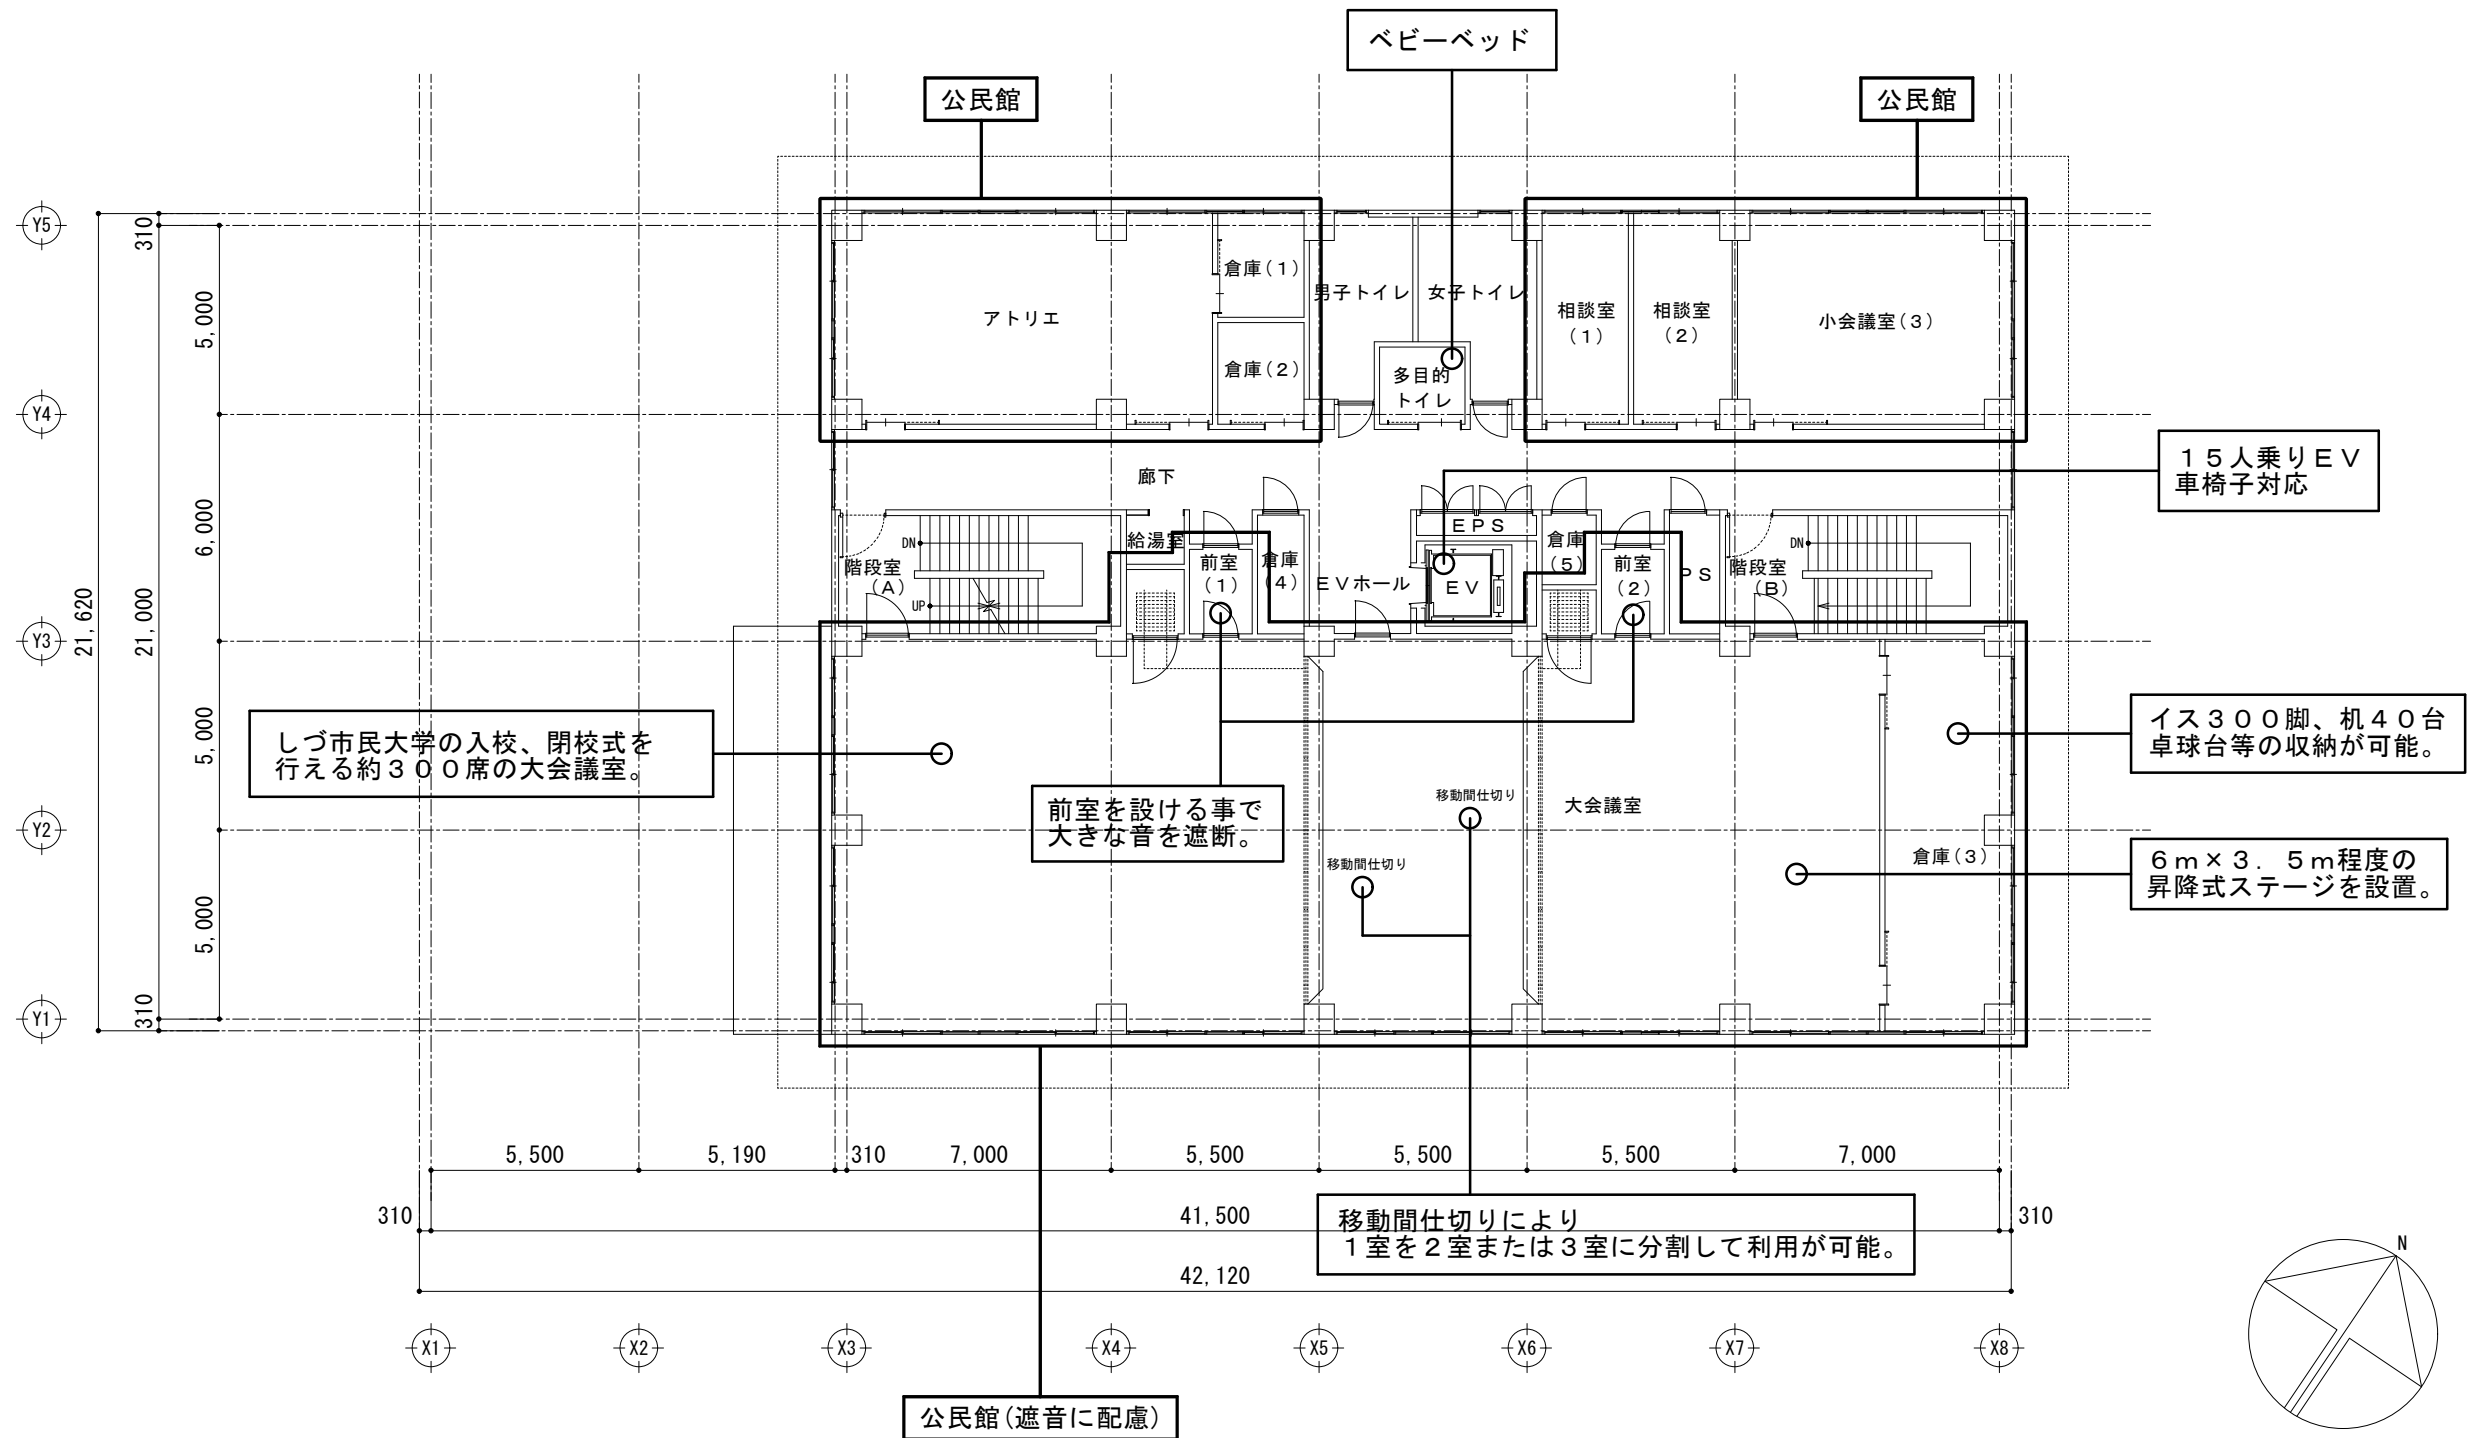 ベビーベッド
公民館
公民館
Y5
Y4
Y3
Y2
Y1
310
5,000
6,000
5,000
5,000
310
21,000
21,620
アトリエ
倉庫(1)
倉庫(2)
男子トイレ
女子トイレ
多目的
トイレ
相談室
(1)
相談室
(2)
小会議室(3)
15人乗りEV
車椅子対応
廊下
DN
UP
階段室
(A)
給湯室
前室
(1)
倉庫
(4)
EVホール
EPS
EV
倉庫
(5)
前室
(2)
PS
階段室
(B)
DN
しづ市民大学の入校、閉校式を
行える約300席の大会議室。
前室を設ける事で
大きな音を遮断。
移動間仕切り
移動間仕切り
大会議室
倉庫(3)
イス300脚、机40台
卓球台等の収納が可能。
6m×3.5m程度の
昇降式ステージを設置。
5,500
5,190
310
7,000
5,500
5,500
5,500
7,000
310
41,500
310
42,120
移動間仕切りにより
1室を2室または3室に分割して利用が可能。
X1
X2
X3
X4
X5
X6
X7
X8
N
公民館(遮音に配慮)